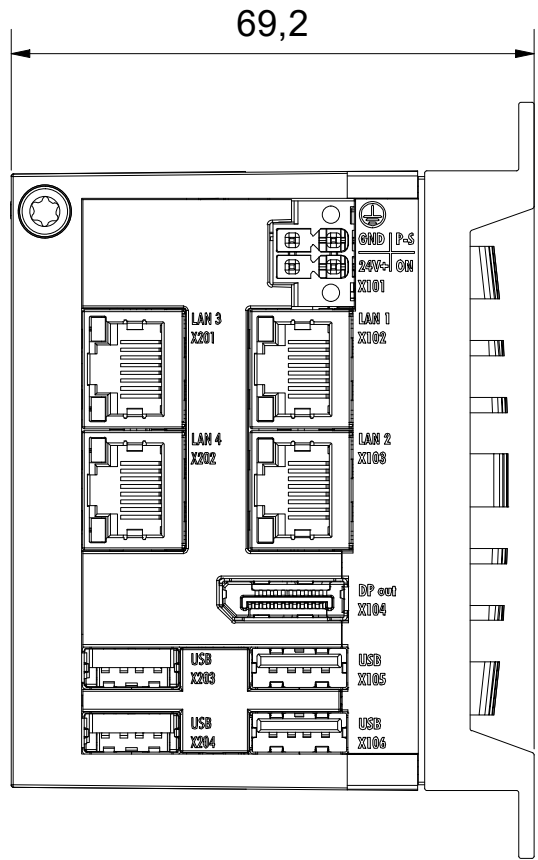 69,2
GND | P-S
24V+ | ON
X101
LAN 3
X201
LAN 1
X102
LAN 4
X202
LAN 2
X103
DP out
X104
USB
X203
USB
X105
USB
X204
USB
X106